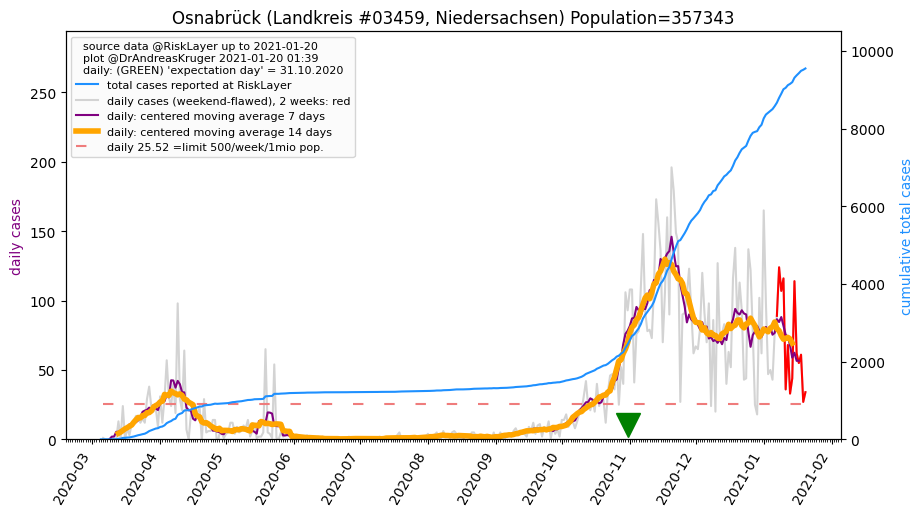 Osnabrück (Landkreis #03459, Niedersachsen) Population=357343
source data @RiskLayer up to 2021-01-20
plot @DrAndreasKruger 2021-01-20 01:39
daily: (GREEN) 'expectation day' = 31.10.2020
total cases reported at RiskLayer
daily cases (weekend-flawed), 2 weeks: red
daily: centered moving average 7 days
daily: centered moving average 14 days
daily 25.52 =limit 500/week/1mio pop.
daily cases
250
200
150
100
50
0
10000
8000
6000
4000
2000
0
cumulative total cases
2020-03
2020-04
2020-05
2020-06
2020-07
2020-08
2020-09
2020-10
2020-11
2020-12
2021-01
2021-02